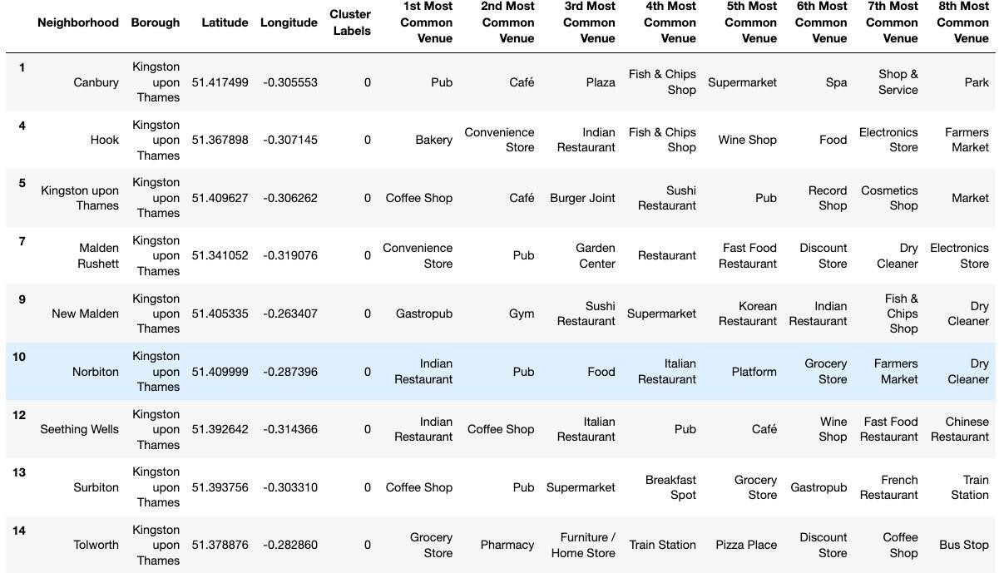 Neighborhood Borough Latitude Longitude Cluster Labels 1st Most Common Venue 2nd Most Common Venue 3rd Most Common Venue 4th Most Common Venue 5th Most Common Venue 6th Most Common Venue 7th Most Common Venue 8th Most Common Venue
1 Canbury Kingston upon Thames 51.417499 -0.305553 0 Pub Café Plaza Fish & Chips Shop Supermarket Spa Shop & Service Park
4 Hook Kingston upon Thames 51.367898 -0.307145 0 Bakery Convenience Store Indian Restaurant Fish & Chips Shop Wine Shop Food Electronics Store Farmers Market
5 Kingston upon Thames Kingston upon Thames 51.409627 -0.306262 0 Coffee Shop Café Burger Joint Sushi Restaurant Pub Record Shop Cosmetics Shop Market
7 Malden Rushett Kingston upon Thames 51.341052 -0.319076 0 Convenience Store Pub Garden Center Restaurant Fast Food Restaurant Discount Store Dry Cleaner Electronics Store
9 New Malden Kingston upon Thames 51.405335 -0.263407 0 Gastropub Gym Sushi Restaurant Supermarket Korean Restaurant Indian Restaurant Fish & Chips Shop Dry Cleaner
10 Norbiton Kingston upon Thames 51.409999 -0.287396 0 Indian Restaurant Pub Food Italian Restaurant Platform Grocery Store Farmers Market Dry Cleaner
12 Seething Wells Kingston upon Thames 51.392642 -0.314366 0 Indian Restaurant Coffee Shop Italian Restaurant Pub Café Wine Shop Fast Food Restaurant Chinese Restaurant
13 Surbiton Kingston upon Thames 51.393756 -0.303310 0 Coffee Shop Pub Supermarket Breakfast Spot Grocery Store Gastropub French Restaurant Train Station
14 Tolworth Kingston upon Thames 51.378876 -0.282860 0 Grocery Store Pharmacy Furniture / Home Store Train Station Pizza Place Discount Store Coffee Shop Bus Stop